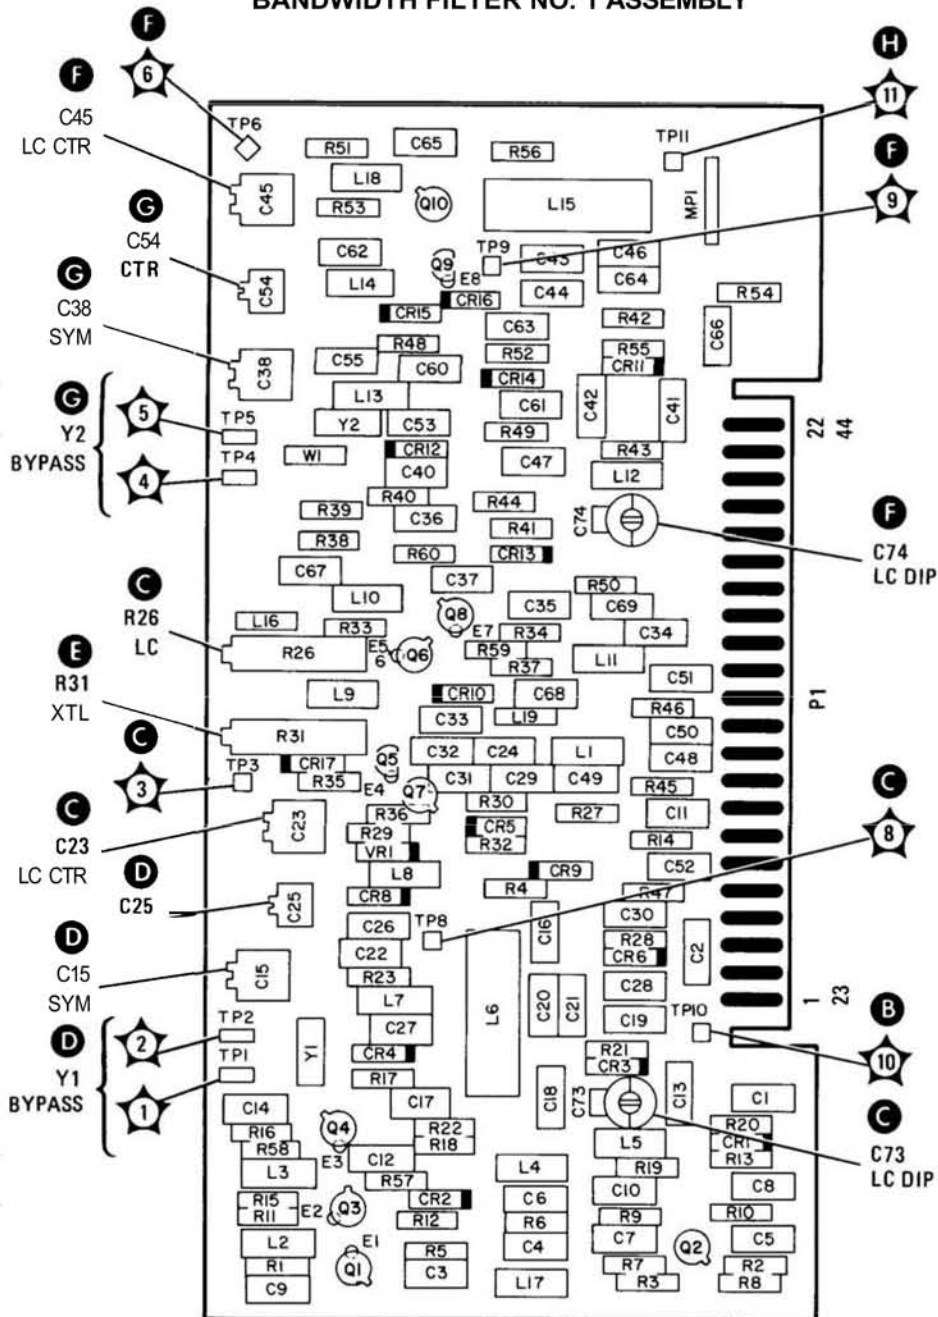 BANDWIDTH FILTER NO. 1 ASSEMBLY
F
6
F
C45
LC CTR
G
C54
CTR
G
C38
SYM
G
Y2
BYPASS
5
4
C
R26
LC
E
R31
XTL
C
3
C
C23
LC CTR
D
C25
D
C15
SYM
D
Y1
BYPASS
2
1
H
11
F
9
F
C74
LC DIP
C
8
B
10
C
C73
LC DIP
TP6
R51
C65
R56
TP11
L18
C45
R53
Q10
L15
MP1
C62
Q9
TP9
C43
C46
C54
L14
E8
C44
C64
R54
CR16
CR15
C63
R42
C66
R48
R52
R55
C38
C55
C60
CR14
CR11
L13
C61
C42
C41
TP5
Y2
C53
R49
22
44
TP4
W1
CR12
C47
R43
C40
L12
R40
R39
C36
R44
C74
R38
R41
R60
CR13
C67
C37
R50
L10
C35
C69
L16
R33
Q8
E7
R34
C34
R26
E5
6
Q6
R59
R37
L11
C51
L9
CR10
C68
R46
P1
C33
L19
C50
R31
C32
C24
L1
C48
TP3
CR17
R35
Q5
C31
C29
C49
R45
E4
Q7
R30
R27
C11
C23
R36
R29
CR5
R32
R14
VR1
C52
L8
CR9
R4
R47
C25
CR8
C30
C26
TP8
C16
R28
C2
C22
CR6
C15
R23
L7
L6
C20
C21
C28
C27
C19
TP10
1
23
TP2
Y1
TP1
CR4
R21
CR3
R17
C18
C73
C13
C1
C14
C17
R16
Q4
R22
R18
L5
R20
CR1
R13
R58
E3
C12
L4
R19
L3
R57
C10
C8
R15
R11
E2
Q3
CR2
C6
R12
R6
R9
R10
L2
E1
R5
C4
C7
Q2
C5
R1
Q1
C3
R7
R2
C9
L17
R3
R8